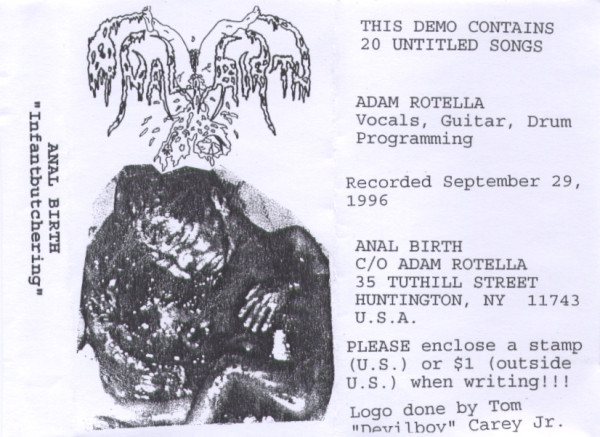 ANAL BIRTH
"Infantbutchering"
THIS DEMO CONTAINS
20 UNTITLED SONGS
ADAM ROTELLA
Vocals, Guitar, Drum
Programming
Recorded September 29,
1996
ANAL BIRTH
C/O ADAM ROTELLA
35 TUTHILL STREET
HUNTINGTON, NY 11743
U.S.A.
PLEASE enclose a stamp
(U.S.) or $1 (outside
U.S.) when writing!!!
Logo done by Tom
"Devilboy" Carey Jr.